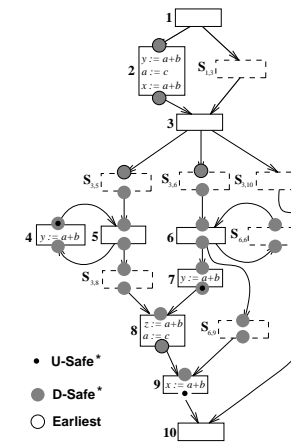 1
2
y := a+b
a := c
x := a+b
S1,3
3
S3,5
S3,6
S3,10
4
y := a+b
5
6
S6,6
S3,8
7
y := a+b
8
z := a+b
a := c
S6,9
9
x := a+b
10
U-Safe*
D-Safe*
Earliest